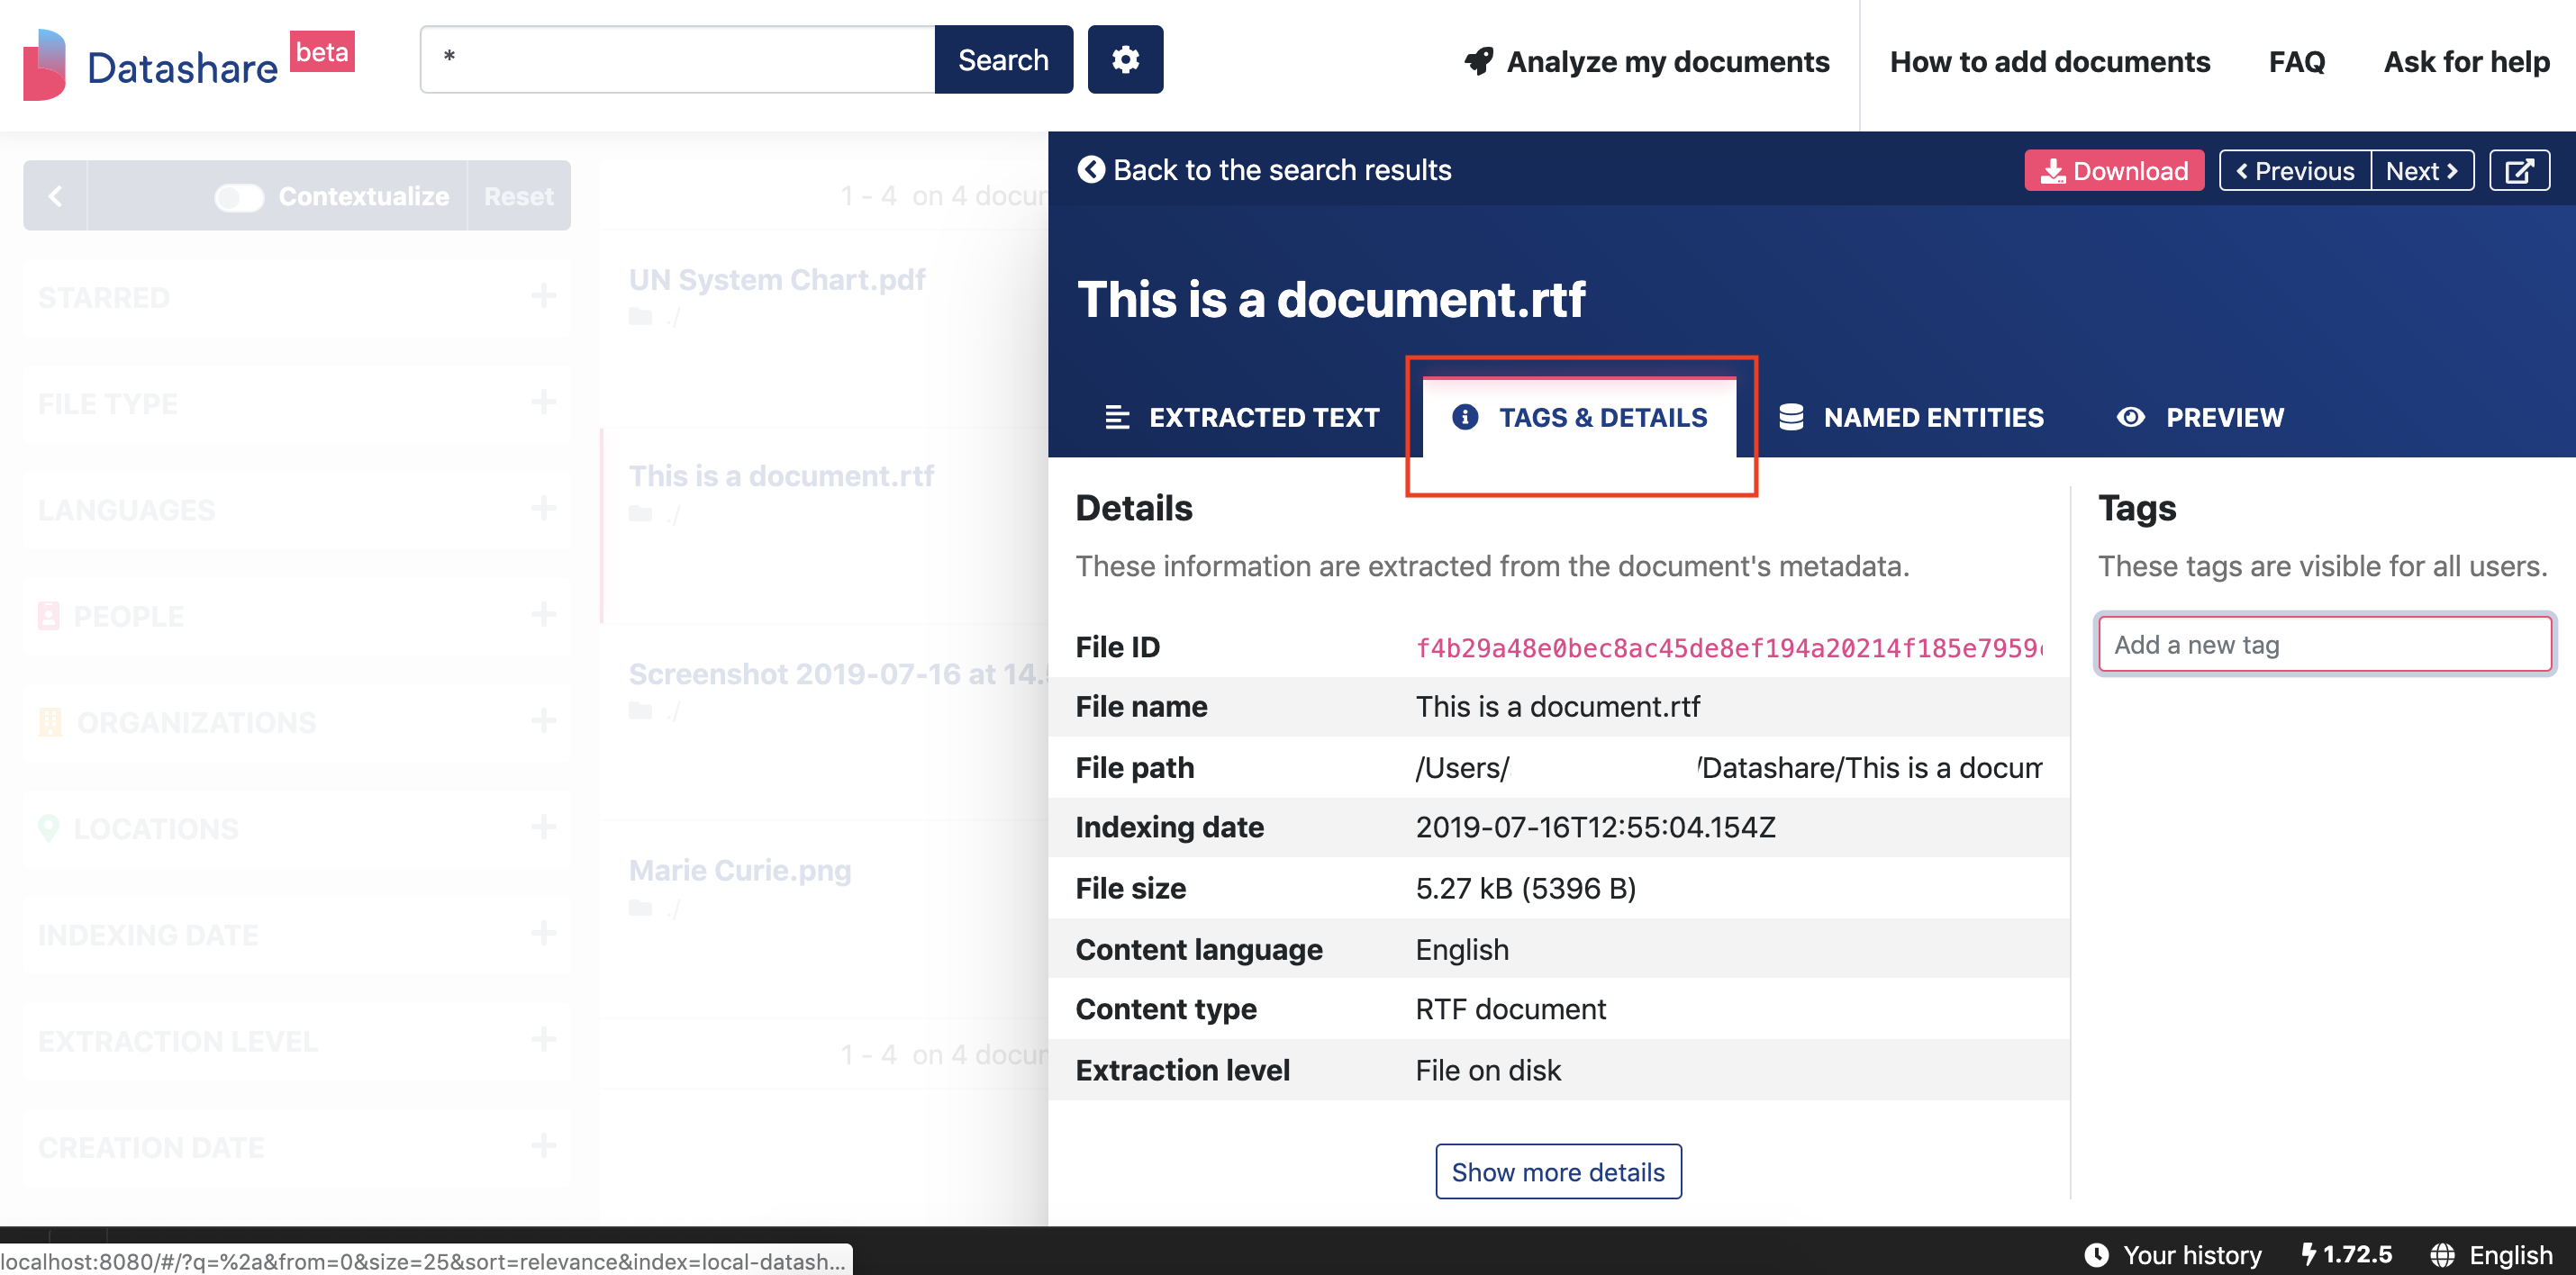 Datashare beta
*
Search
Analyze my documents
How to add documents
FAQ
Ask for help
Contextualize
Reset
STARRED
FILE TYPE
LANGUAGES
PEOPLE
ORGANIZATIONS
LOCATIONS
INDEXING DATE
EXTRACTION LEVEL
CREATION DATE
1 - 4 on 4 docur
UN System Chart.pdf
./
This is a document.rtf
./
Screenshot 2019-07-16 at 14.5
./
Marie Curie.png
./
1 - 4 on 4 docur
Back to the search results
Download
Previous
Next
This is a document.rtf
EXTRACTED TEXT
TAGS & DETAILS
NAMED ENTITIES
PREVIEW
Details
These information are extracted from the document's metadata.
File ID f4b29a48e0bec8ac45de8ef194a20214f185e7959
File name This is a document.rtf
File path /Users/ /Datashare/This is a docum
Indexing date 2019-07-16T12:55:04.154Z
File size 5.27 kB (5396 B)
Content language English
Content type RTF document
Extraction level File on disk
Show more details
Tags
These tags are visible for all users.
Add a new tag
localhost:8080/#/?q=%2a&from=0&size=25&sort=relevance&index=local-datash...
Your history
1.72.5
English